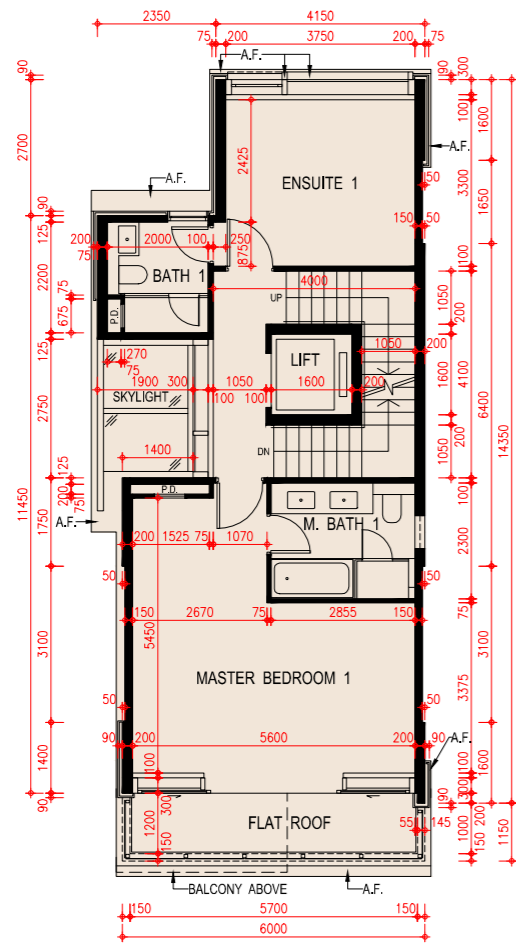 2350 4150
75 200 3750 200 75
A.F.
90 90 300
100 1600
2700 2425 A.F.
ENSUITE 1 50 3300
A.F. 1650
90 150 50
125 200 2000 100 250
75 875 100
BATH 1
2200 4000 1050
75 UP 200
P.D.
675
125 270 LIFT 1050 200
75 1600 4100 6400
1900 300 1050 1600 200
100 100
SKYLIGHT
2750 14350
1400 200
DN 1050
125
11450 P.D. 100
200 M. BATH 1
75
A.F. 1750 200 1525 75 1070 2300
50 50
150 2670 75 2855 150 75
5450
3100 3100
MASTER BEDROOM 1 3375
50 50
90 200 5600 200 90
A.F.
1400 100 100 1600
300 300
90 90
FLAT ROOF
1200 55 145 1000 1150
150 150 200
BALCONY ABOVE A.F.
150 5700 150
6000